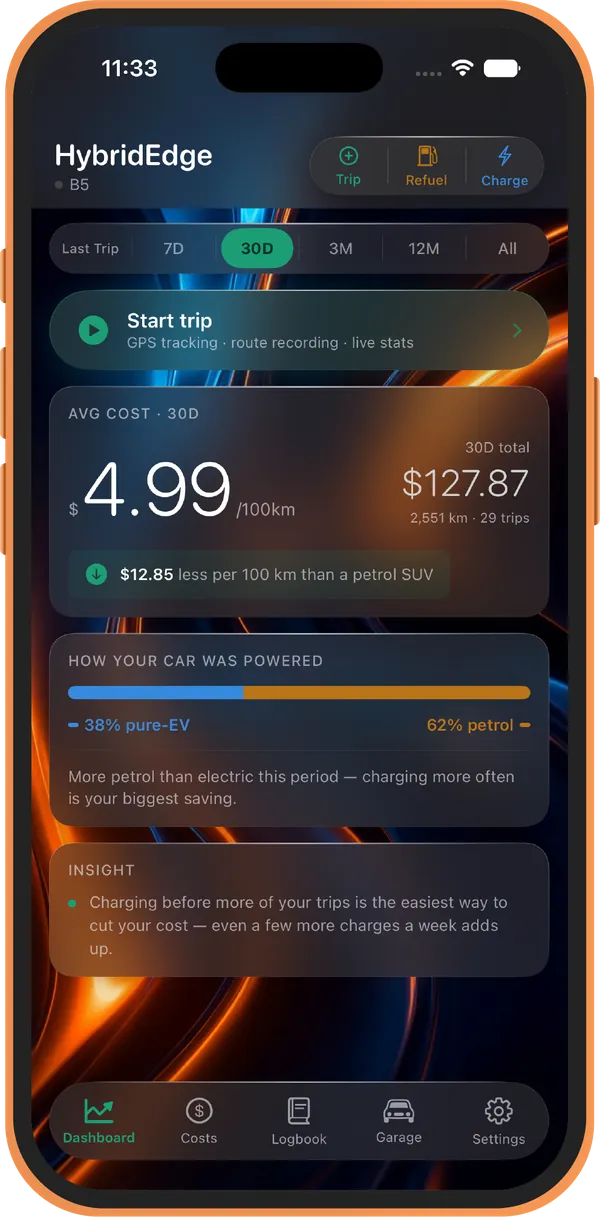 11:33
HybridEdge
B5
Trip
Refuel
Charge
Last Trip
7D
30D
3M
12M
All
Start trip
GPS tracking · route recording · live stats
AVG COST · 30D
30D total
$4.99/100km
$127.87
2,551 km · 29 trips
$12.85 less per 100 km than a petrol SUV
HOW YOUR CAR WAS POWERED
38% pure-EV
62% petrol
More petrol than electric this period — charging more often
is your biggest saving.
INSIGHT
Charging before more of your trips is the easiest way to
cut your cost — even a few more charges a week adds
up.
Dashboard
Costs
Logbook
Garage
Settings